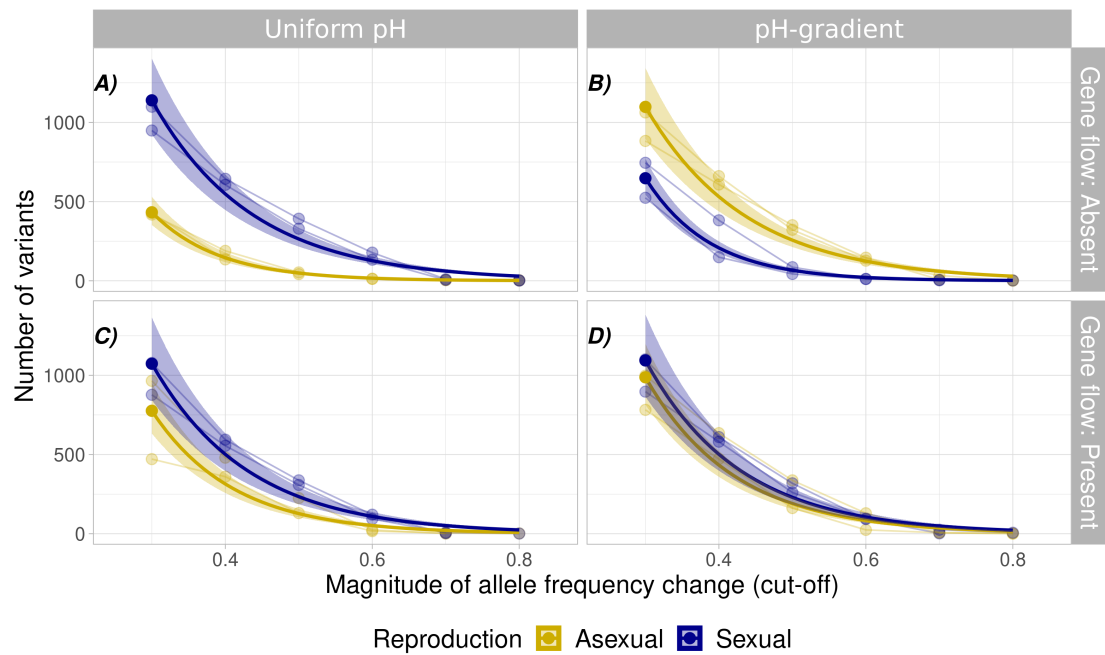 Uniform pH
pH-gradient
A)
B)
Gene flow: Absent
1000
500
0
C)
D)
Gene flow: Present
1000
500
0
Number of variants
0.4
0.6
0.8
0.4
0.6
0.8
Magnitude of allele frequency change (cut-off)
Reproduction Asexual Sexual